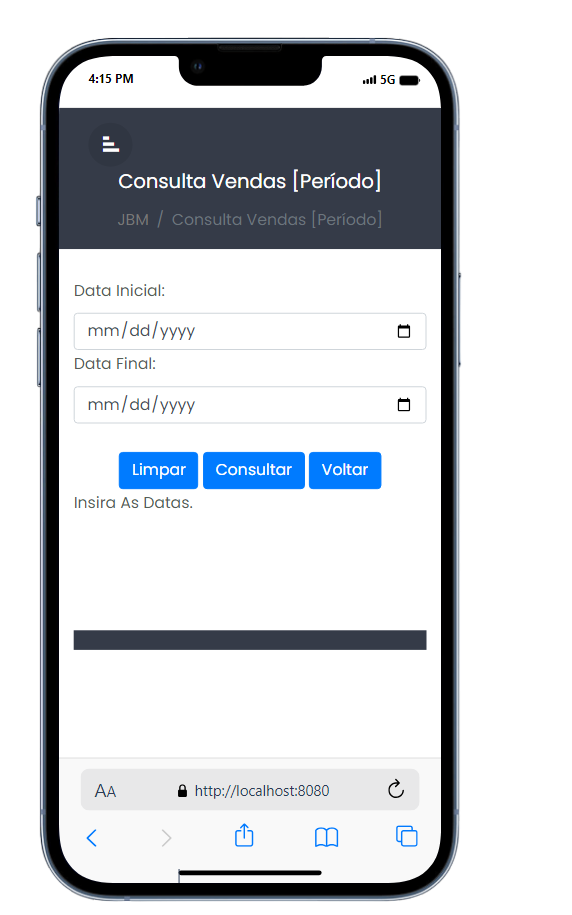 4:15 PM 5G
Consulta Vendas [Período]
JBM / Consulta Vendas [Período]
Data Inicial:
mm/dd/yyyy
Data Final:
mm/dd/yyyy
Limpar Consultar Voltar
Insira As Datas.
AA http://localhost:8080